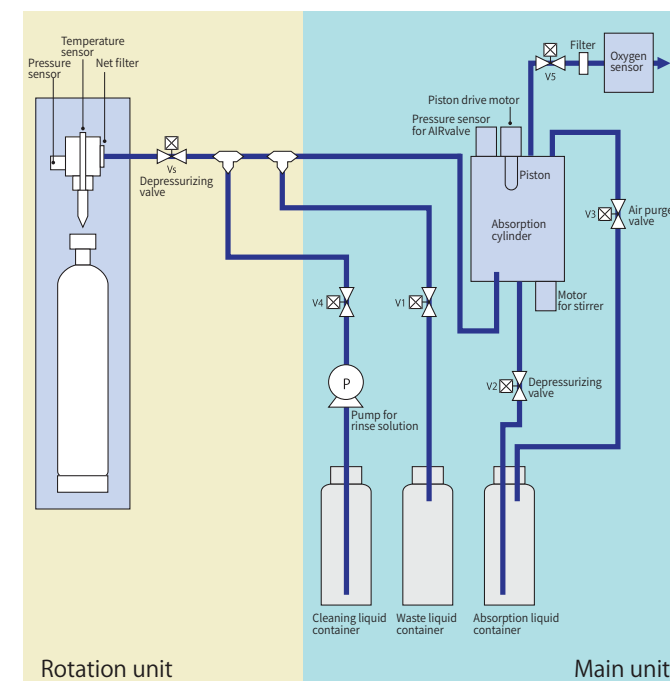 Temperature
sensor
Pressure
sensor
Net filter
Vs
Depressurizing
valve
Filter
V5
Oxygen
sensor
Piston drive motor
Pressure sensor
for AIRvalve
Piston
Absorption
cylinder
V3
Air purge
valve
Motor
for stirrer
V4
V1
V2
Depressurizing
valve
P
Pump for
rinse solution
Cleaning liquid
container
Waste liquid
container
Absorption liquid
container
Rotation unit
Main unit